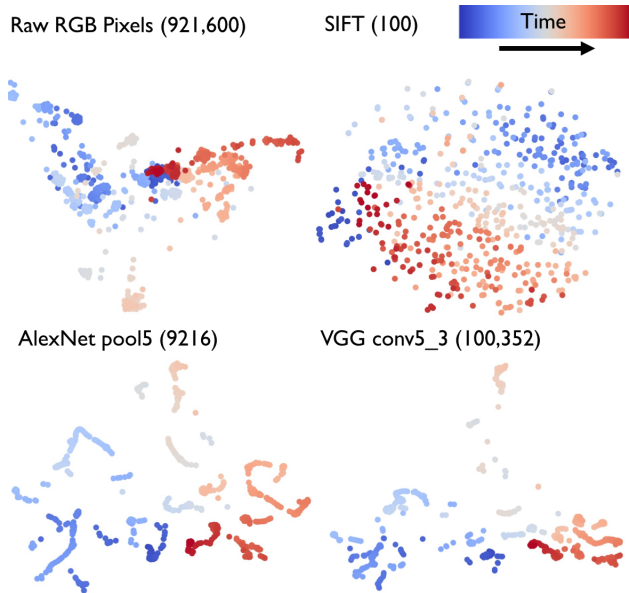 Raw RGB Pixels (921,600)
SIFT (100)
Time
AlexNet pool5 (9216)
VGG conv5_3 (100,352)